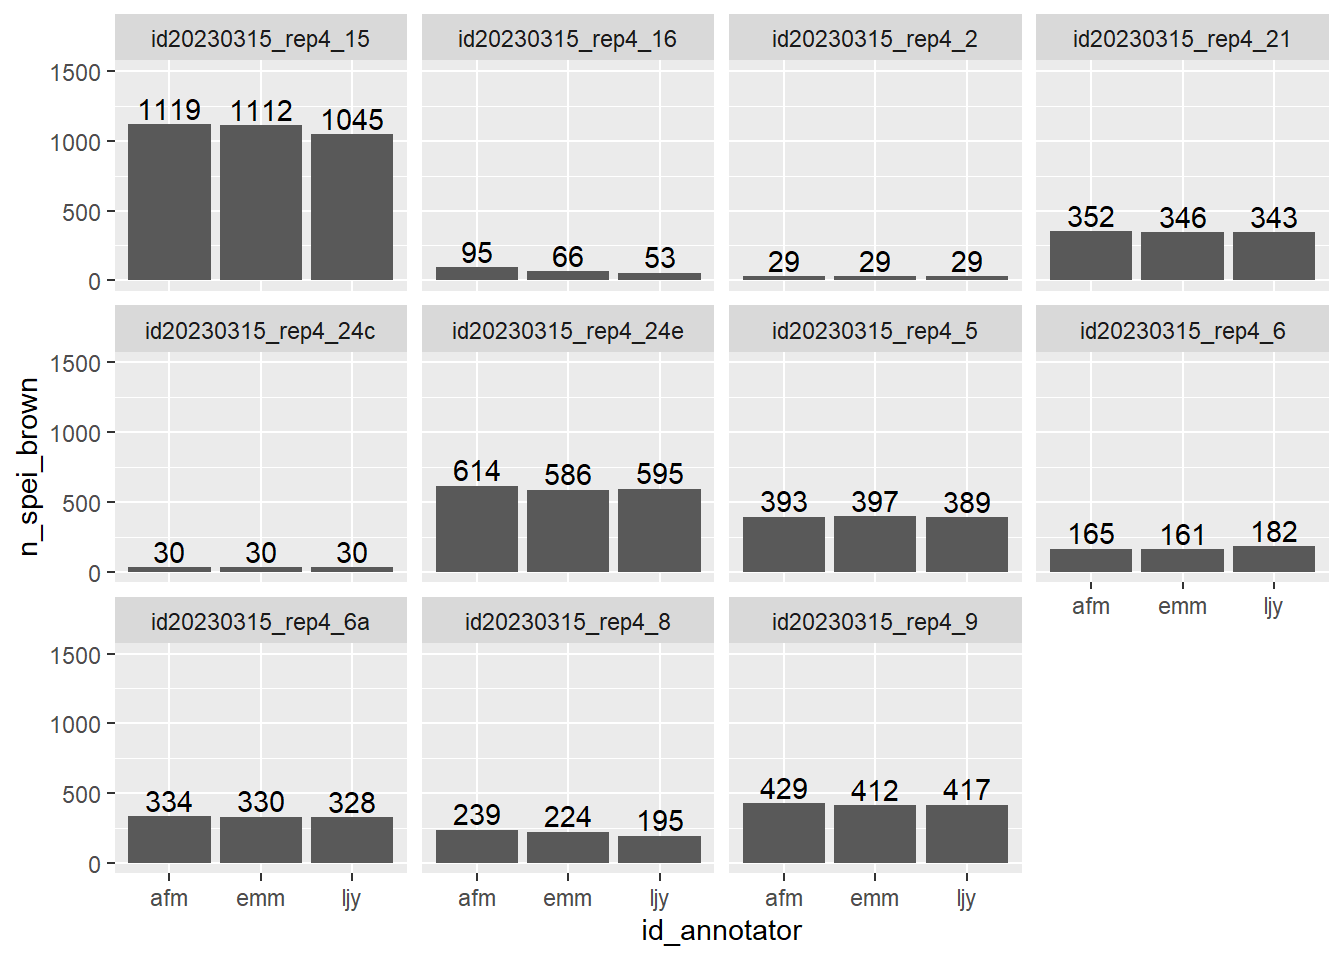 id20230315_rep4_15 id20230315_rep4_16 id20230315_rep4_2 id20230315_rep4_21
1500
1000
500
0
1119 1112 1045
95 66 53
29 29 29
352 346 343
id20230315_rep4_24c id20230315_rep4_24e id20230315_rep4_5 id20230315_rep4_6
n_spei_brown
1500
1000
500
0
30 30 30
614 586 595
393 397 389
165 161 182
afm emm ljy
id20230315_rep4_6a id20230315_rep4_8 id20230315_rep4_9
1500
1000
500
0
334 330 328
239 224 195
429 412 417
afm emm ljy afm emm ljy afm emm ljy
id_annotator